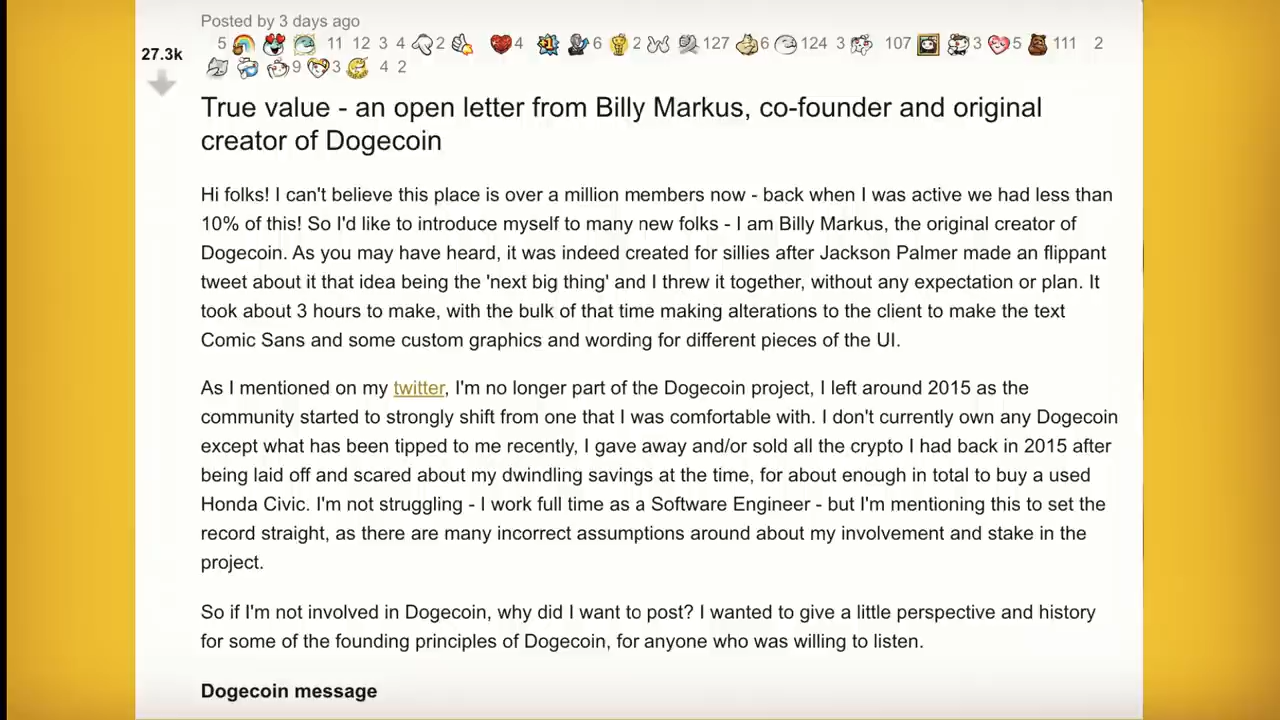 Posted by 3 days ago
27.3k
5 11 12 3 4 2 4 6 2 127 6 124 3 107 3 5 111 2
9 3 4 2
True value - an open letter from Billy Markus, co-founder and original
creator of Dogecoin
Hi folks! I can't believe this place is over a million members now - back when I was active we had less than
10% of this! So I'd like to introduce myself to many new folks - I am Billy Markus, the original creator of
Dogecoin. As you may have heard, it was indeed created for sillies after Jackson Palmer made an flippant
tweet about it that idea being the 'next big thing' and I threw it together, without any expectation or plan. It
took about 3 hours to make, with the bulk of that time making alterations to the client to make the text
Comic Sans and some custom graphics and wording for different pieces of the UI.
As I mentioned on my twitter, I'm no longer part of the Dogecoin project, I left around 2015 as the
community started to strongly shift from one that I was comfortable with. I don't currently own any Dogecoin
except what has been tipped to me recently, I gave away and/or sold all the crypto I had back in 2015 after
being laid off and scared about my dwindling savings at the time, for about enough in total to buy a used
Honda Civic. I'm not struggling - I work full time as a Software Engineer - but I'm mentioning this to set the
record straight, as there are many incorrect assumptions around about my involvement and stake in the
project.
So if I'm not involved in Dogecoin, why did I want to post? I wanted to give a little perspective and history
for some of the founding principles of Dogecoin, for anyone who was willing to listen.
Dogecoin message